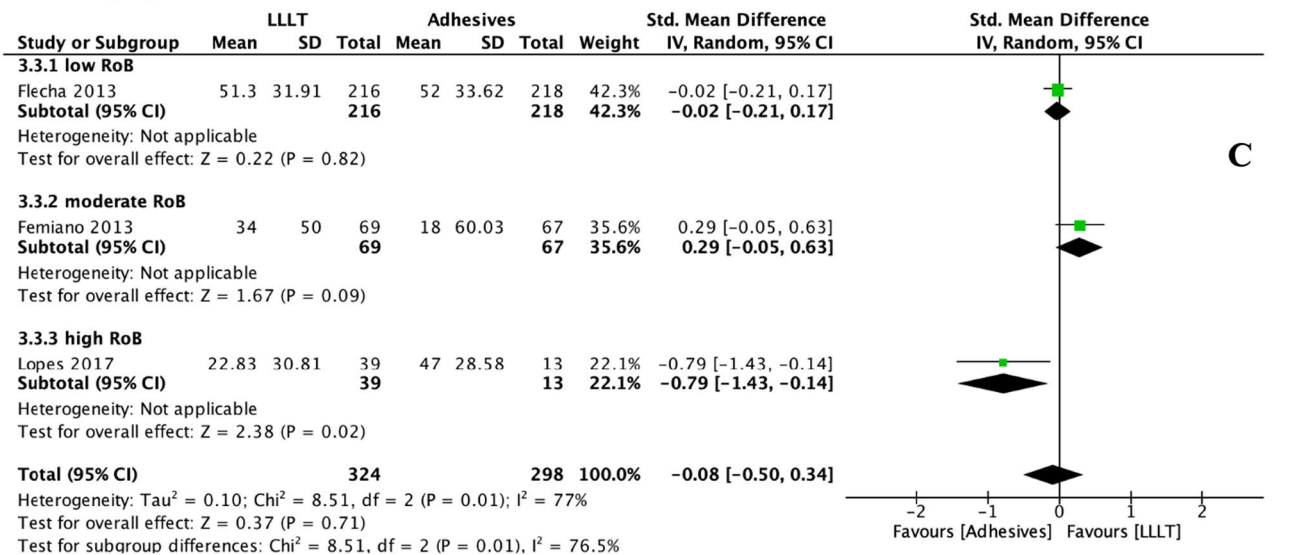 LLLT Adhesives Std. Mean Difference Std. Mean Difference
Study or Subgroup Mean SD Total Mean SD Total Weight IV, Random, 95% CI IV, Random, 95% CI
3.3.1 low RoB
Flecha 2013 51.3 31.91 216 52 33.62 218 42.3% -0.02 [-0.21, 0.17]
Subtotal (95% CI) 216 218 42.3% -0.02 [-0.21, 0.17]
Heterogeneity: Not applicable
Test for overall effect: Z = 0.22 (P = 0.82)
C
3.3.2 moderate RoB
Femiano 2013 34 50 69 18 60.03 67 35.6% 0.29 [-0.05, 0.63]
Subtotal (95% CI) 69 67 35.6% 0.29 [-0.05, 0.63]
Heterogeneity: Not applicable
Test for overall effect: Z = 1.67 (P = 0.09)
3.3.3 high RoB
Lopes 2017 22.83 30.81 39 47 28.58 13 22.1% -0.79 [-1.43, -0.14]
Subtotal (95% CI) 39 13 22.1% -0.79 [-1.43, -0.14]
Heterogeneity: Not applicable
Test for overall effect: Z = 2.38 (P = 0.02)
Total (95% CI) 324 298 100.0% -0.08 [-0.50, 0.34]
Heterogeneity: Tau² = 0.10; Chi² = 8.51, df = 2 (P = 0.01); I² = 77%
Test for overall effect: Z = 0.37 (P = 0.71)
Test for subgroup differences: Chi² = 8.51, df = 2 (P = 0.01), I² = 76.5%
-2 -1 0 1 2
Favours [Adhesives] Favours [LLLT]